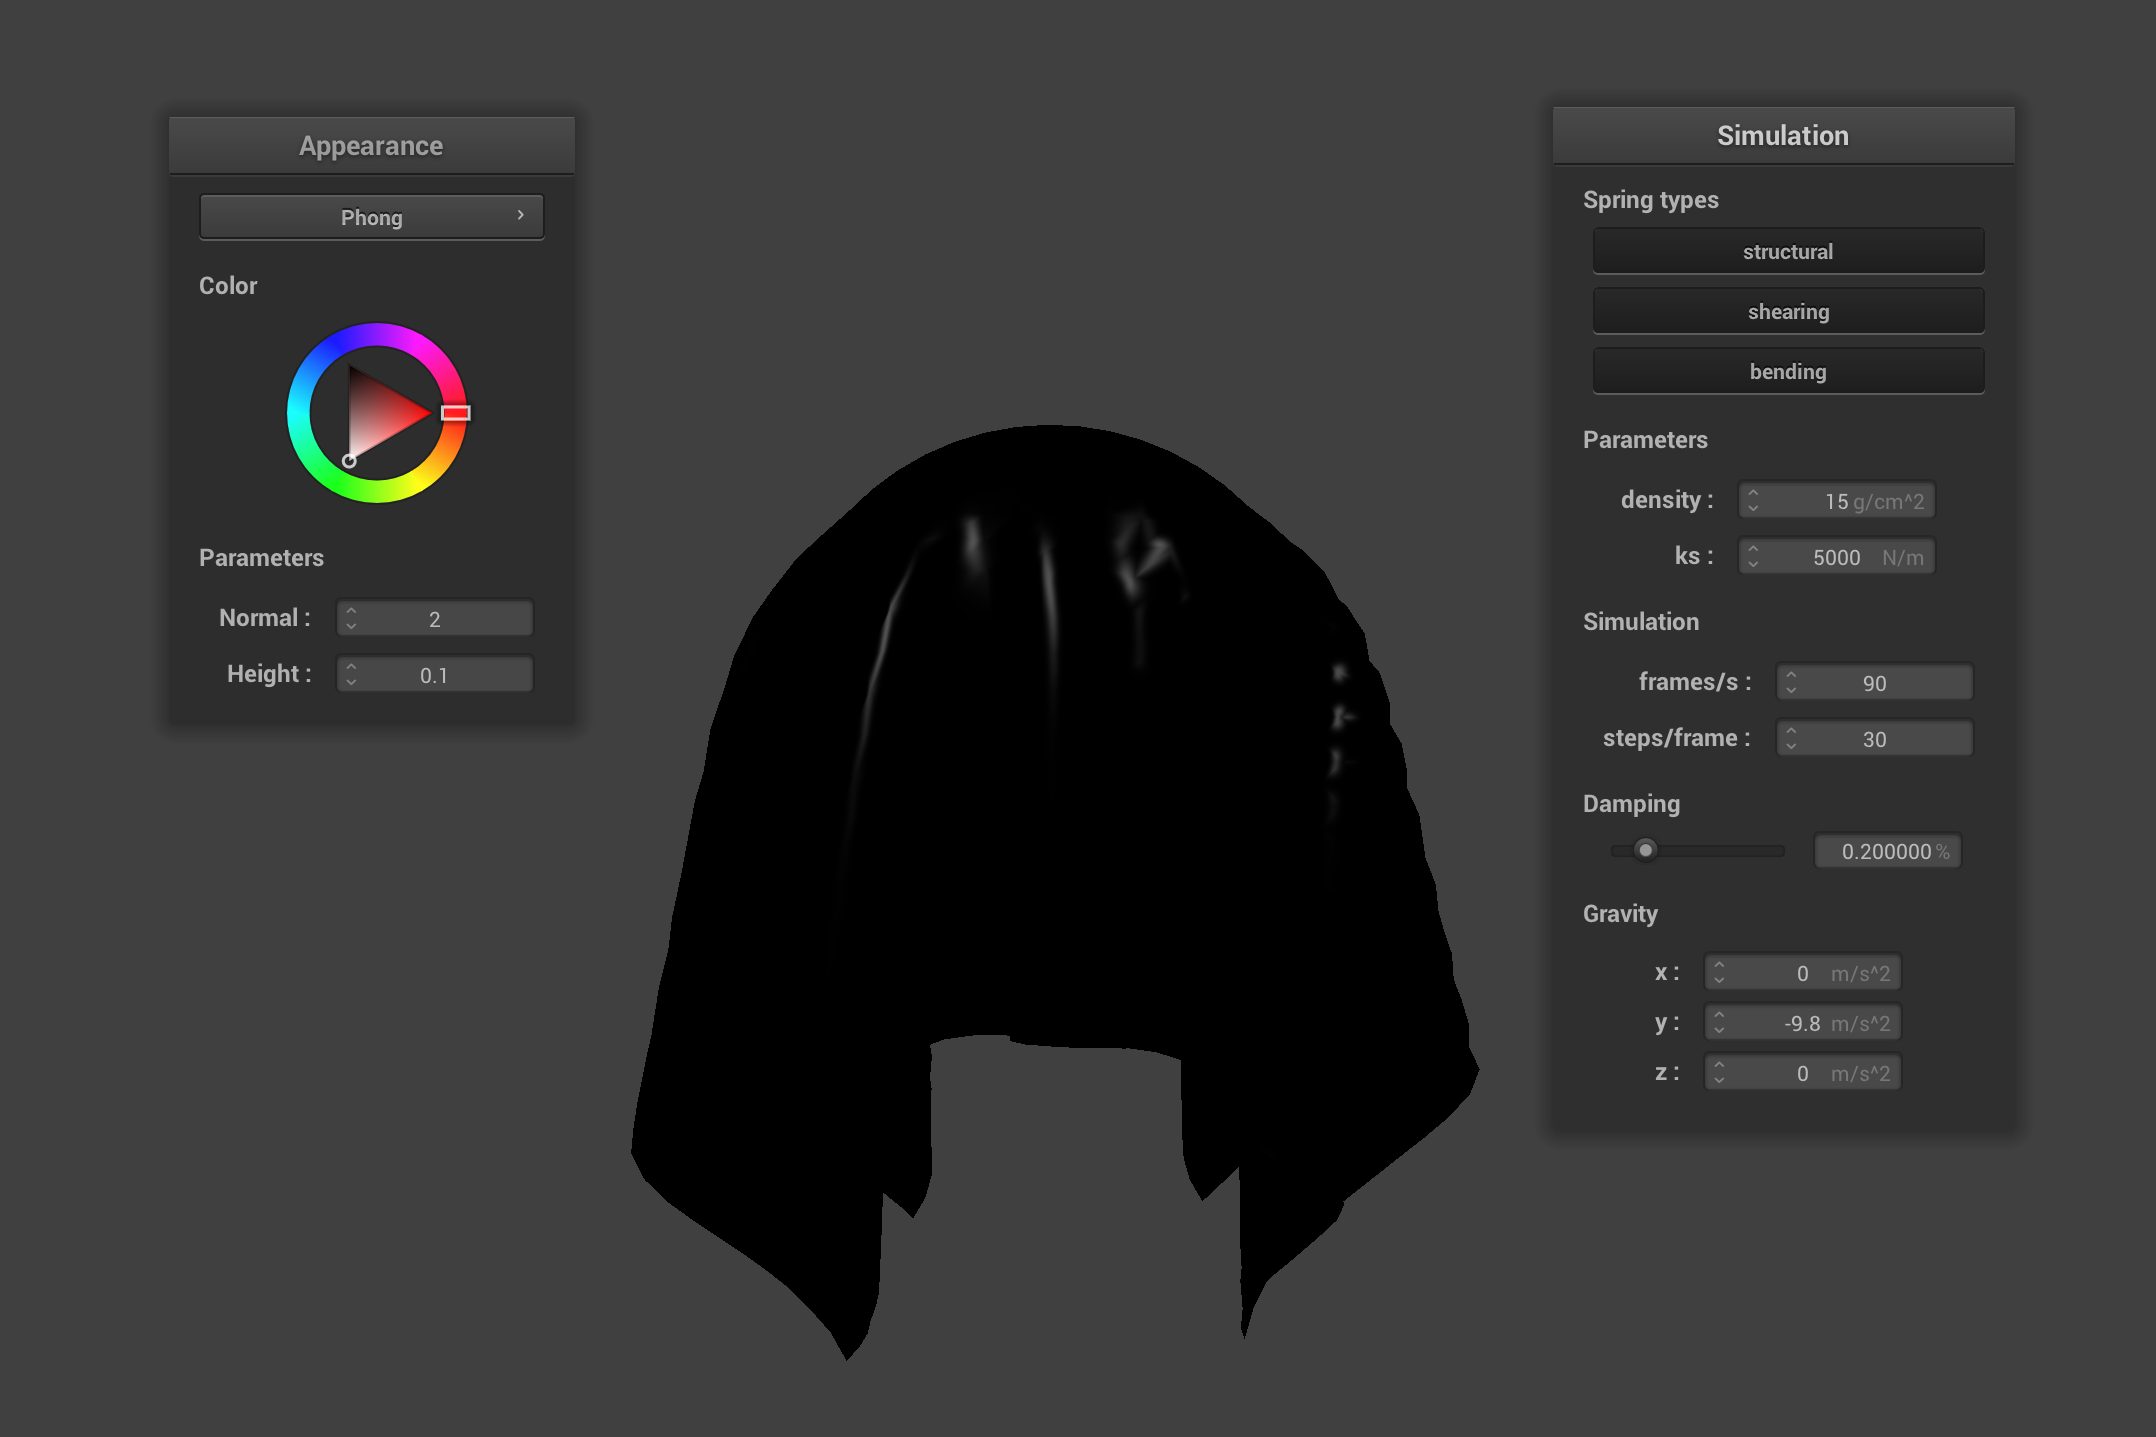 Appearance
Phong
Color
Parameters
Normal : 2
Height : 0.1
Simulation
Spring types
structural
shearing
bending
Parameters
density : 15 g/cm^2
ks : 5000 N/m
Simulation
frames/s : 90
steps/frame : 30
Damping
0.200000 %
Gravity
x : 0 m/s^2
y : -9.8 m/s^2
z : 0 m/s^2